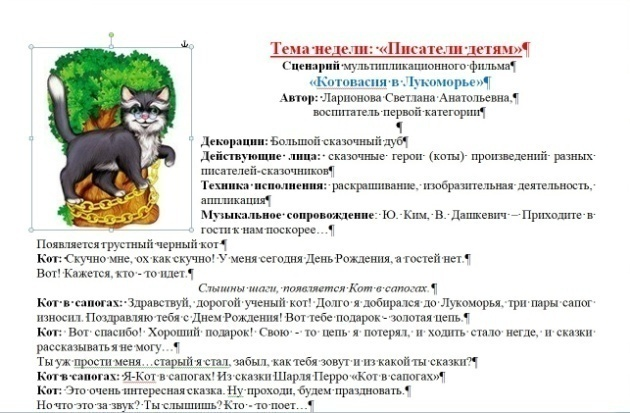 Тема недели: «Писатели детям»
Сценарий мультипликационного фильма
«Котовасия в Лукоморье»
Автор: Ларионова Светлана Анатольевна,
воспитатель первой категории
Декорации: Большой сказочный дуб
Действующие лица: сказочные герои (коты) произведений разных
писателей-сказочников
Техника исполнения: раскрашивание, изобразительная деятельность,
аппликация
Музыкальное сопровождение: Ю. Ким, В. Дашкевич – Приходите в
гости к нам поскорее…
Появляется грустный черный кот
Кот: Скучно мне, ох как скучно! У меня сегодня День Рождения, а гостей нет.
Вот! Кажется, кто - то идет.
Слышны шаги, появляется Кот в сапогах.
Кот в сапогах: Здравствуй, дорогой ученый кот! Долго я добирался до Лукоморья, три пары сапог
износил. Поздравляю тебя с Днем Рождения! Вот тебе подарок - золотая цепь.
Кот: Вот спасибо! Хороший подарок! Свою - то цепь я потерял, и ходить стало негде, и сказки
рассказывать я не могу…
Ты уж прости меня…старый я стал, забыл, как тебя зовут и из какой ты сказки?
Кот в сапогах: Я-Кот в сапогах! Из сказки Шарля Перро «Кот в сапогах»
Кот: Это очень интересная сказка. Ну проходи, будем праздновать.
Но что это за звук? Ты слышишь? Кто - то поет…